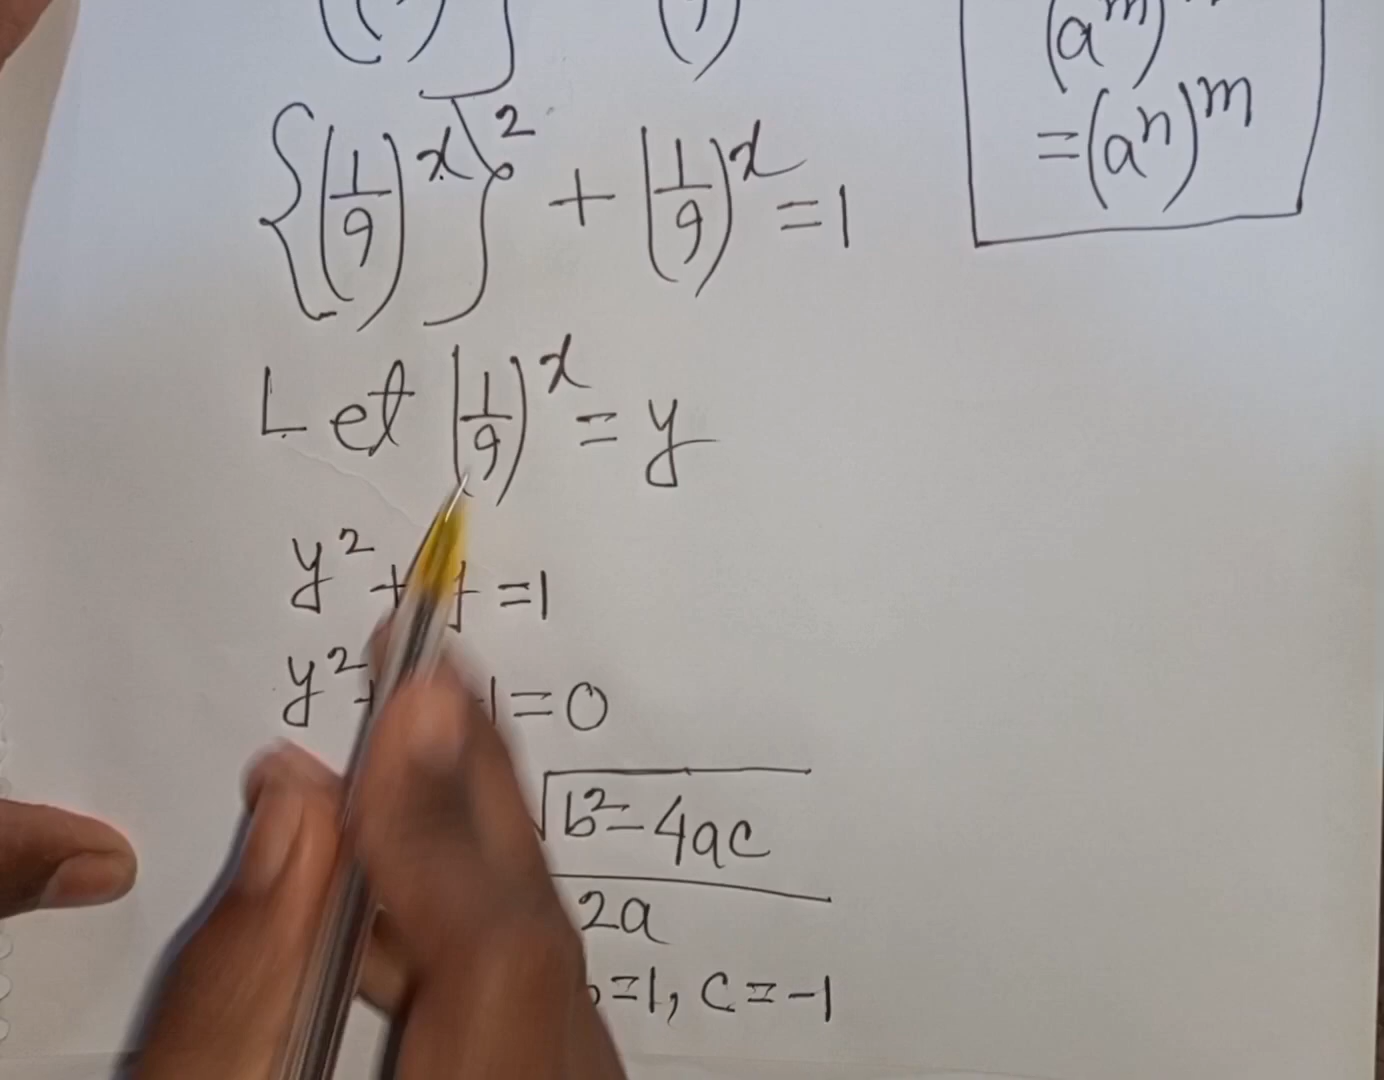 (a^m)
=(a^n)^m
{(1/9)^x}^2 + (1/9)^x = 1
Let (1/9)^x = y
y^2 + y = 1
y^2 + -1 = 0
√(b^2 - 4ac)
2a
b=1, c=-1